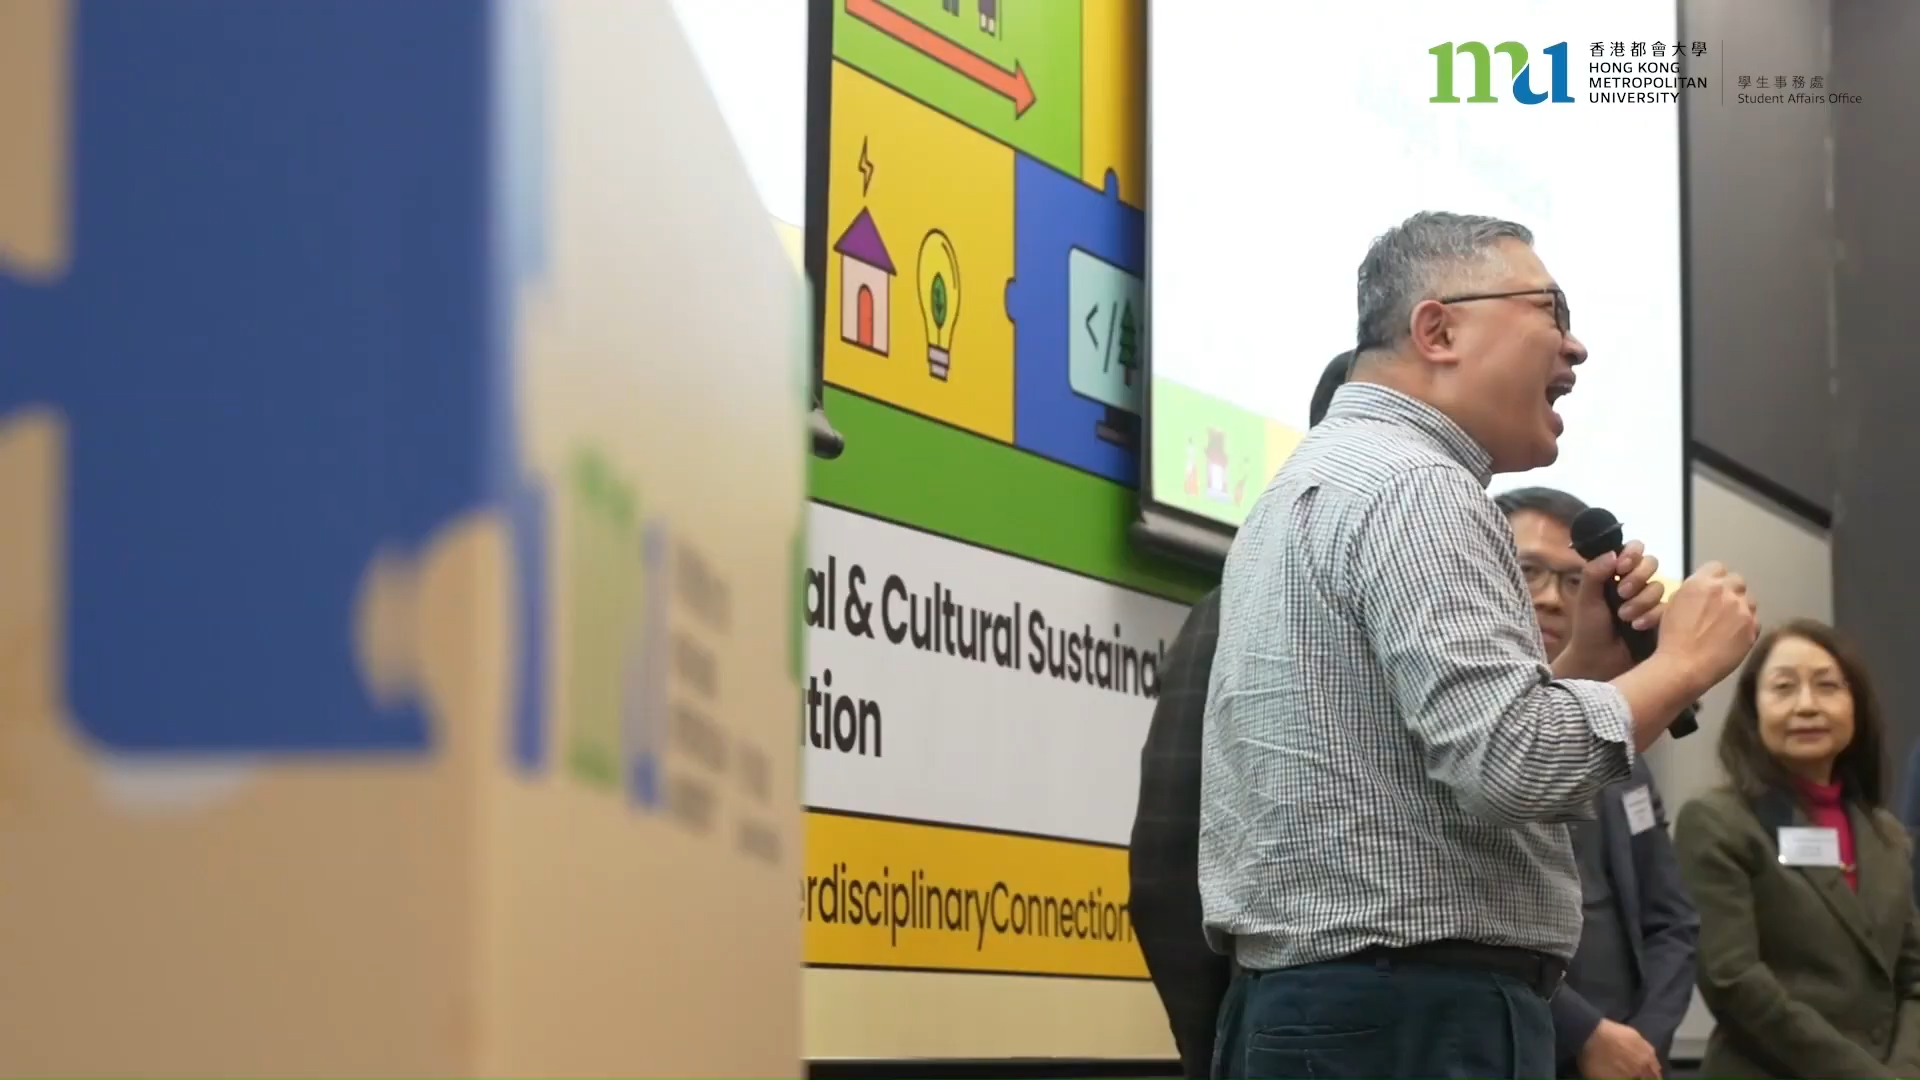 香港都會大學
HONG KONG
METROPOLITAN
UNIVERSITY
學生事務處
Student Affairs Office
</>
al & Cultural Sustaina
tion
erdisciplinaryConnection